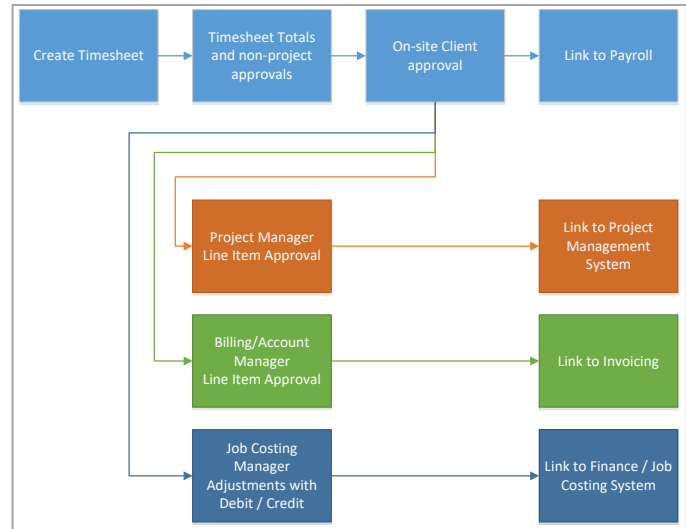 Create Timesheet
Timesheet Totals
and non-project
approvals
On-site Client
approval
Link to Payroll
Project Manager
Line Item Approval
Link to Project
Management
System
Billing/Account
Manager
Line Item Approval
Link to Invoicing
Job Costing
Manager
Adjustments with
Debit / Credit
Link to Finance / Job
Costing System